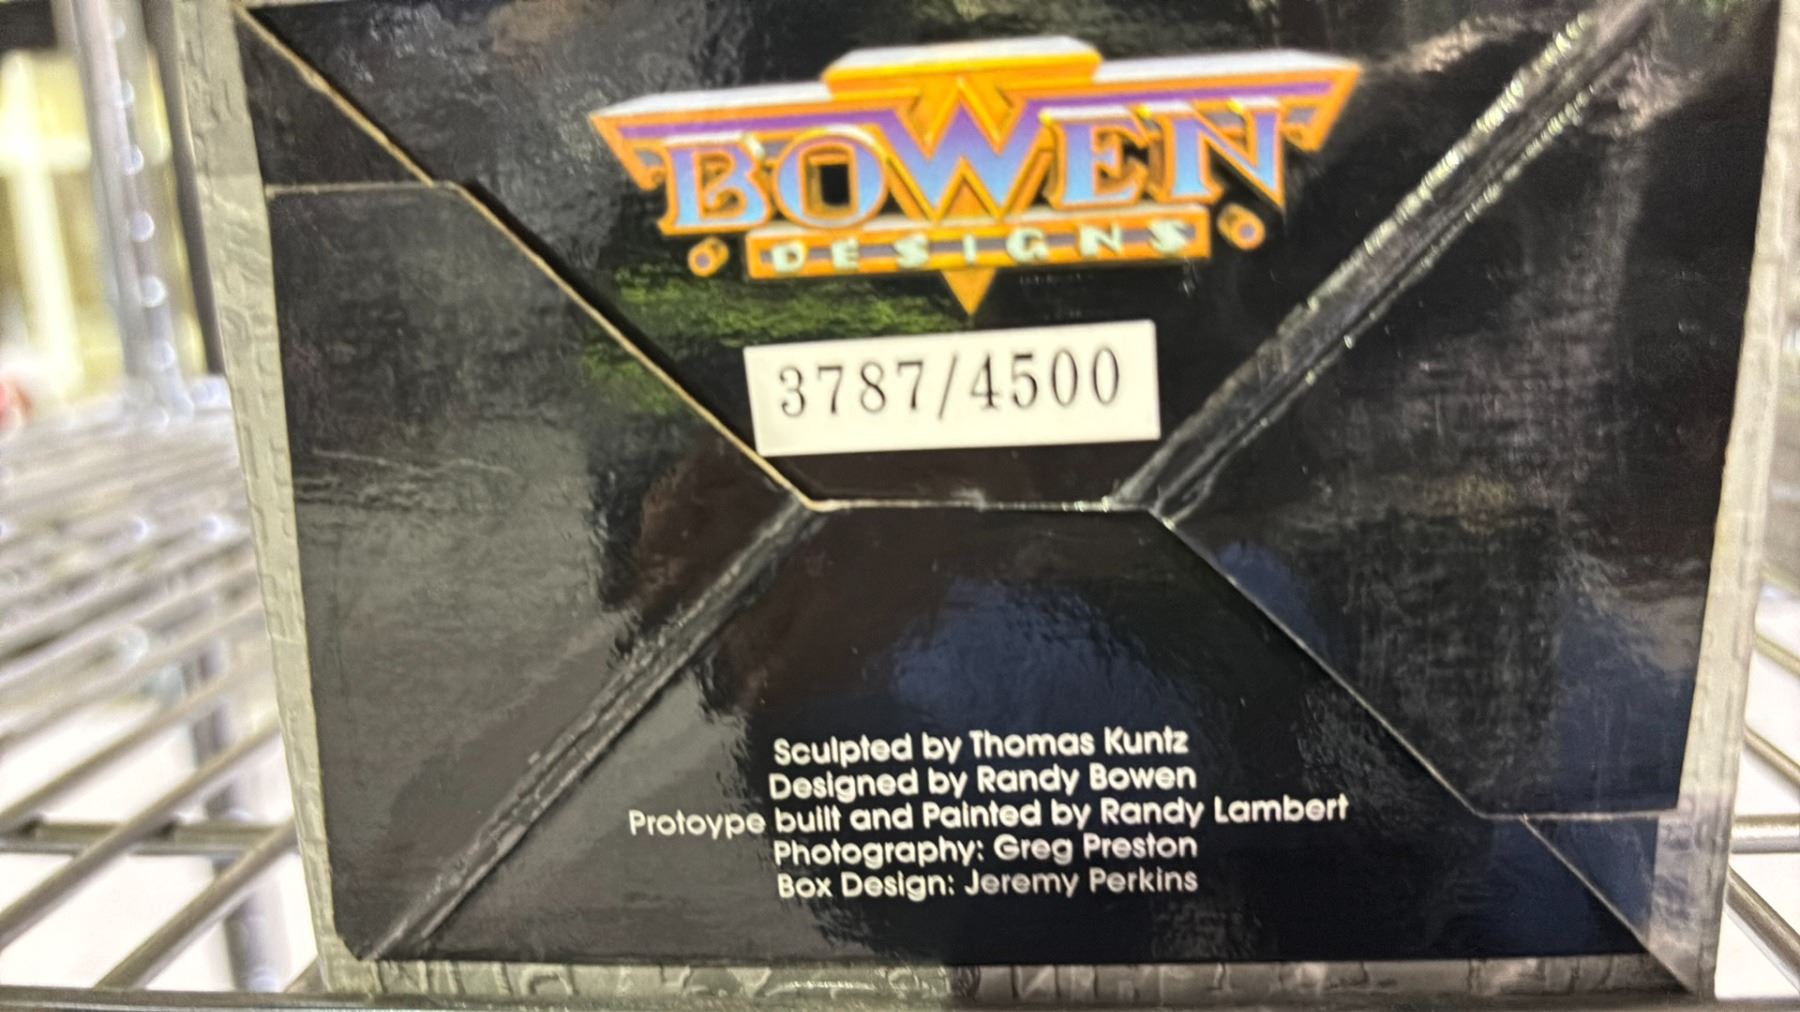 BOWEN
DESIGNS
3787/4500
Sculpted by Thomas Kuntz
Designed by Randy Bowen
Protoype built and Painted by Randy Lambert
Photography: Greg Preston
Box Design: Jeremy Perkins